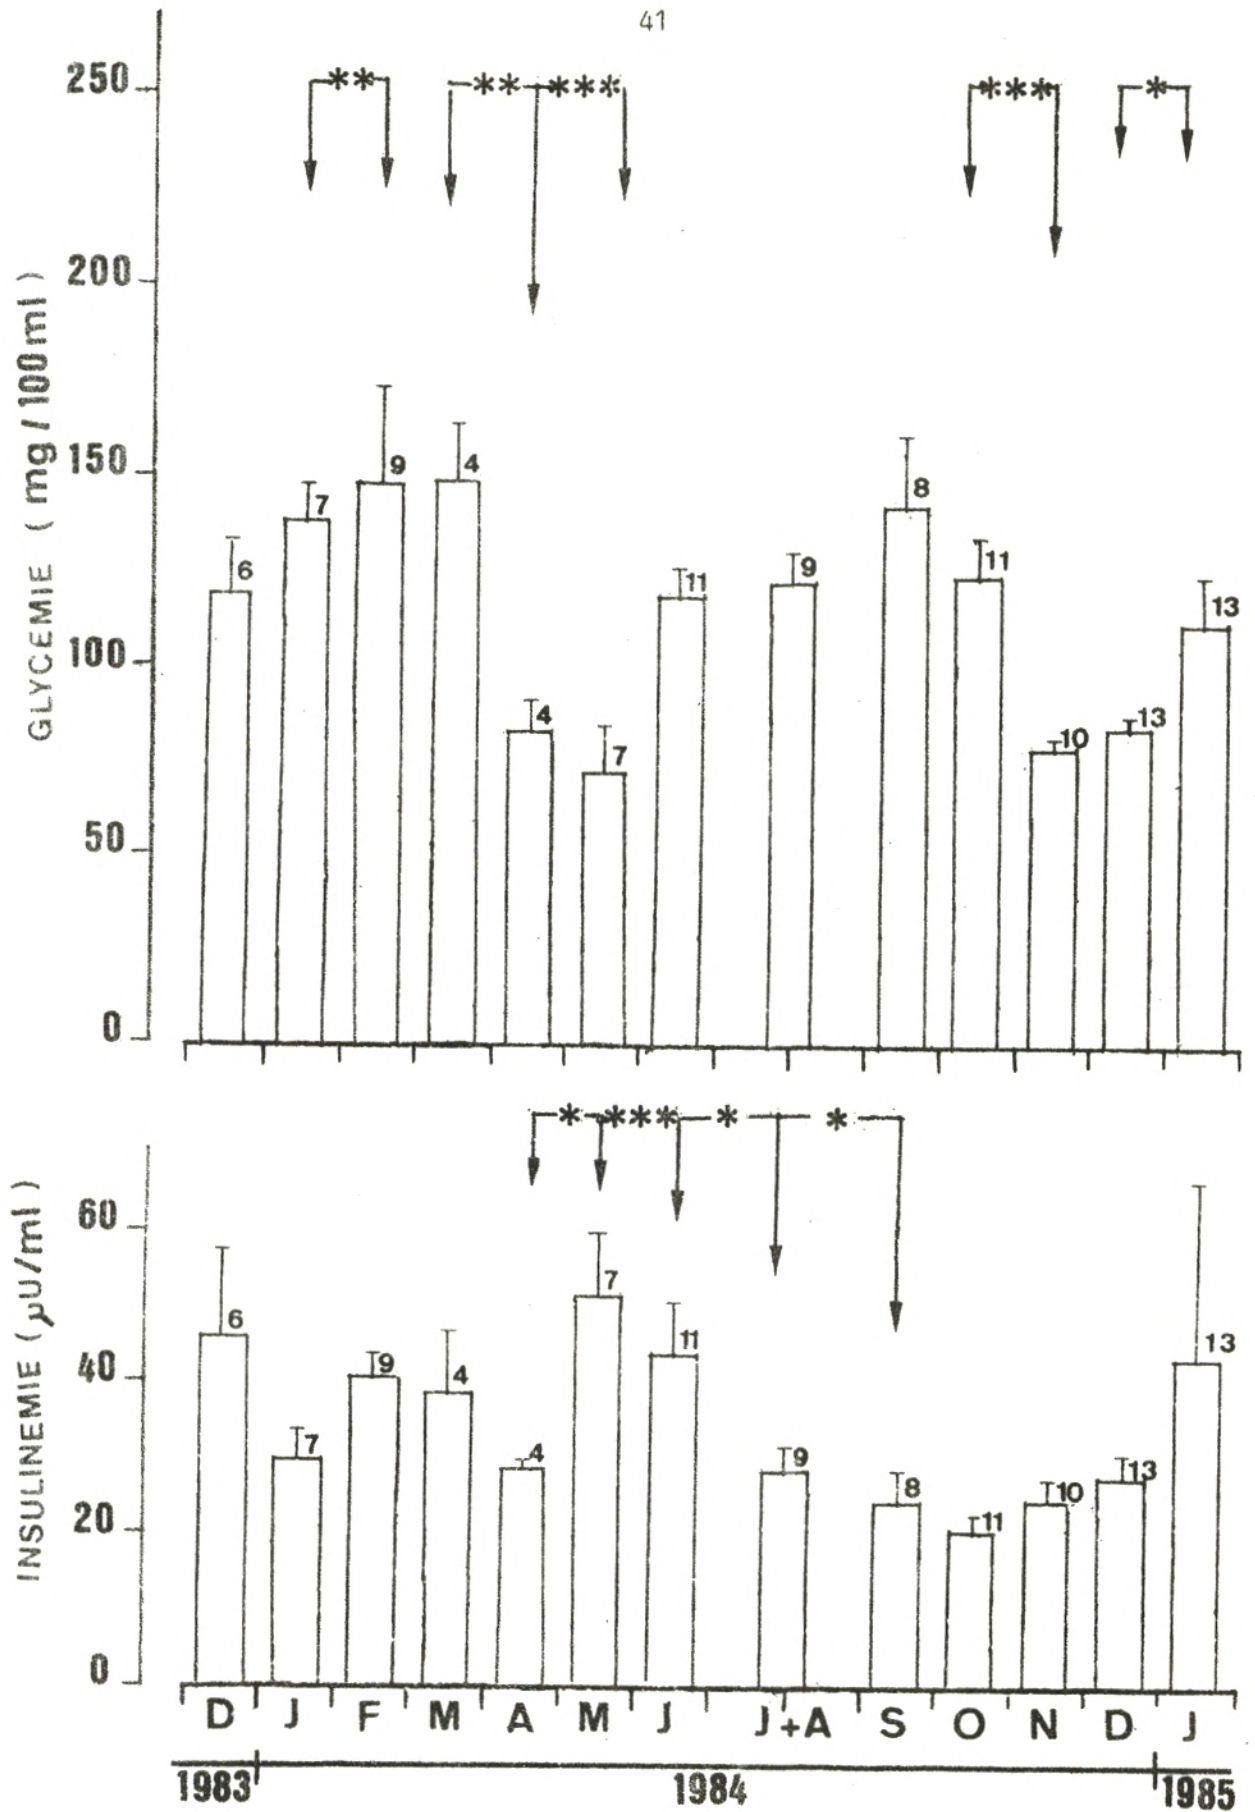 41
250 ** ** *** *** *
200
GLYCEMIE (mg/100ml)
150
9 4 8
7
6 11 9 11 13
100
4 7 10 13
50
0
* *** * *
INSULINEMIE (µU/ml)
60
6 7 11 13
40
9 4
7 4 9 8 10 13
20
11
0
D J F M A M J J+A S O N D J
1983 1984 1985